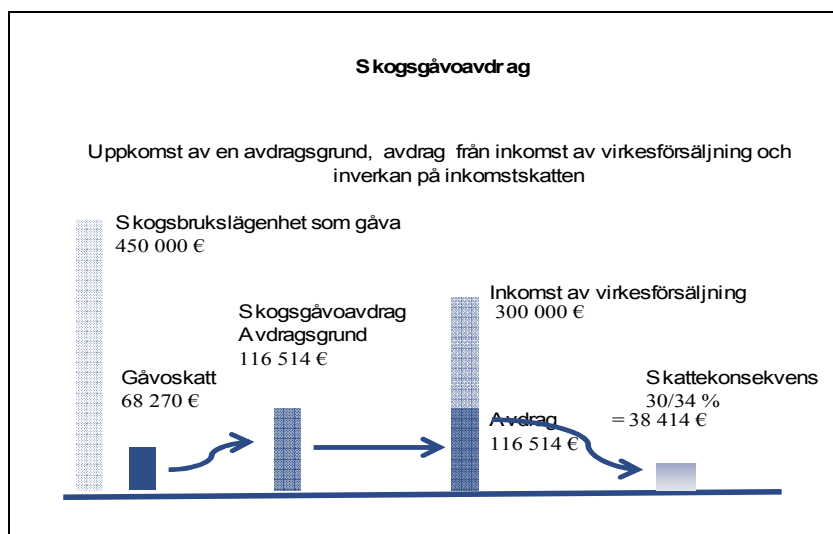 Skogsgåvoavdrag
Uppkomst av en avdragsgrund, avdrag från inkomst av virkesförsäljning och
inverkan på inkomstskatten
Skogsbrukslägenhet som gåva
450 000 €
Gåvoskatt
68 270 €
Skogsgåvoavdrag
Avdragsgrund
116 514 €
Inkomst av virkesförsäljning
300 000 €
Avdrag
116 514 €
Skattekonsekvens
30/34 %
= 38 414 €